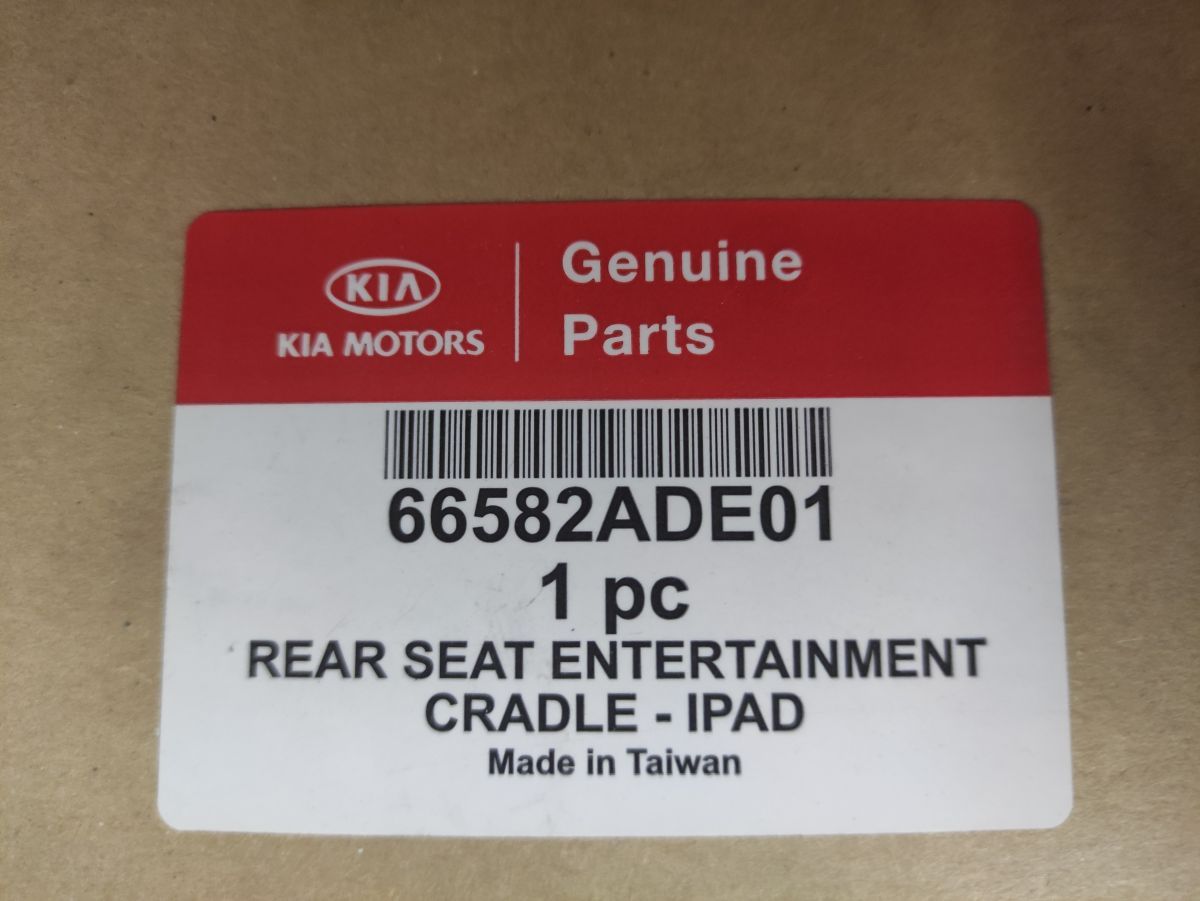 KIA
KIA MOTORS
Genuine
Parts
66582ADE01
1 pc
REAR SEAT ENTERTAINMENT
CRADLE - IPAD
Made in Taiwan